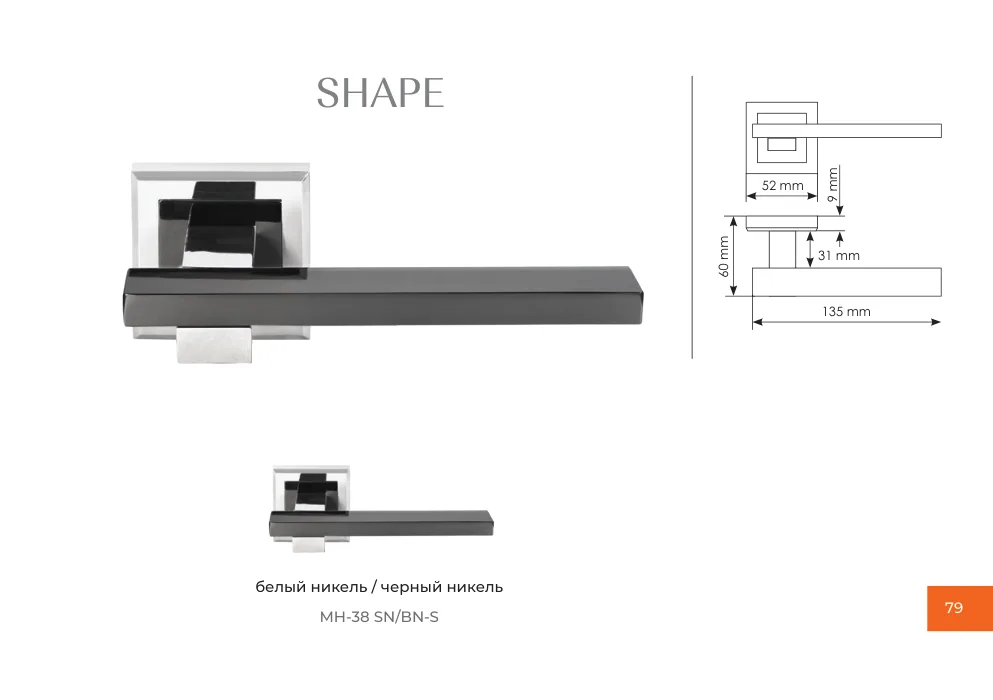 SHAPE
52 mm
9 mm
60 mm
31 mm
135 mm
белый никель / черный никель
MH-38 SN/BN-S
79